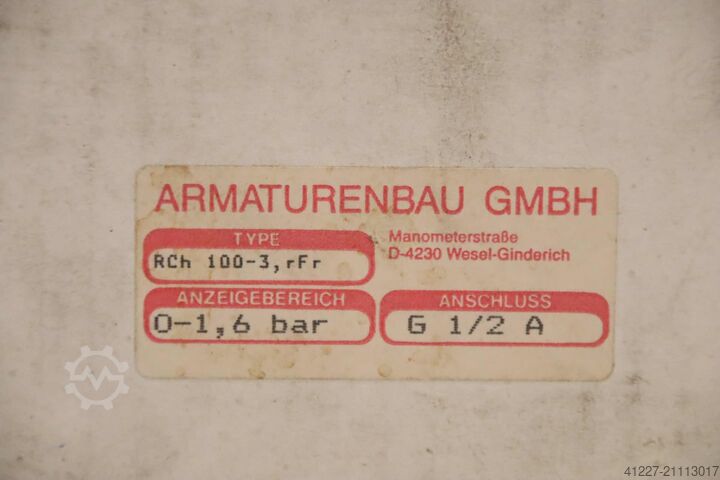 ARMATURENBAU GMBH
TYPE
Manometerstraße
D-4230 Wesel-Ginderich
RCh 100-3,rFr
ANZEIGEBEREICH
ANSCHLUSS
0-1,6 bar
G 1/2 A
41227-21113017